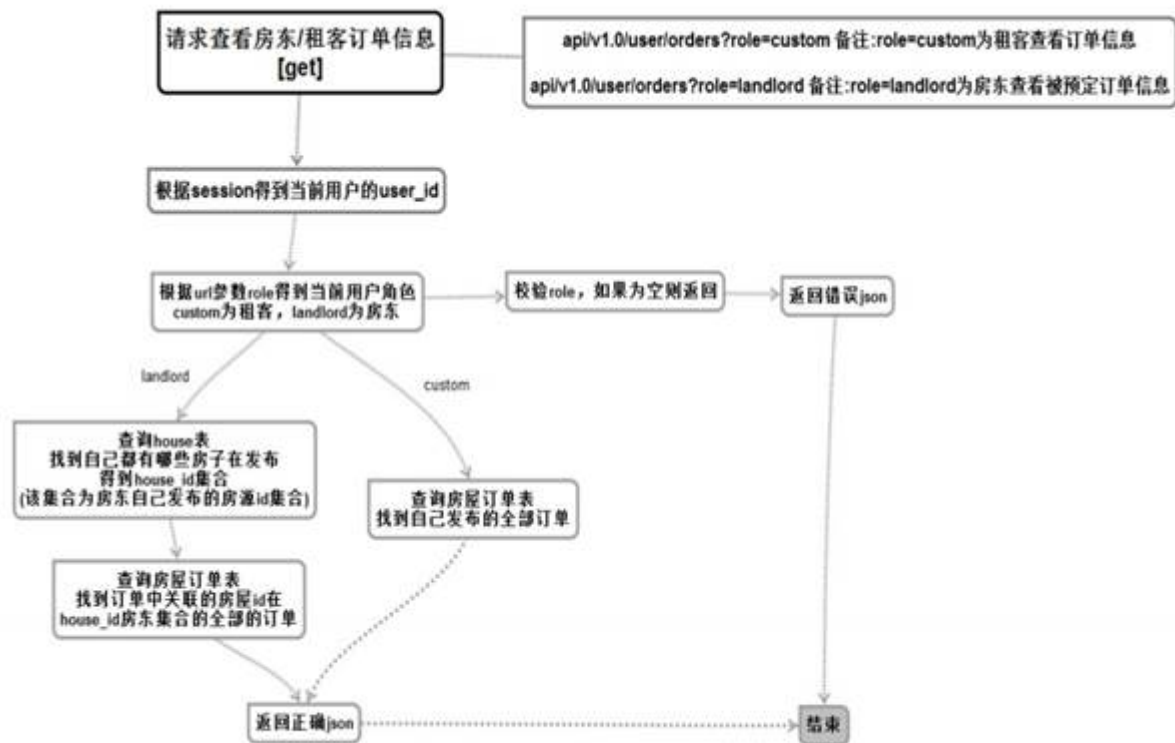 请求查看房东/租客订单信息
[get]
api/v1.0/user/orders?role=custom 备注:role=custom为租客查看订单信息
api/v1.0/user/orders?role=landlord 备注:role=landlord为房东查看被预定订单信息
根据session得到当前用户的user_id
根据url参数role得到当前用户角色
custom为租客，landlord为房东
校验role，如果为空则返回
返回错误json
landlord
custom
查询house表
找到自己都有哪些房子在发布
得到house_id集合
(该集合为房东自己发布的房源id集合)
查询房屋订单表
找到自己发布的全部订单
查询房屋订单表
找到订单中关联的房屋id在
house_id房东集合的全部的订单
返回正确json
结束